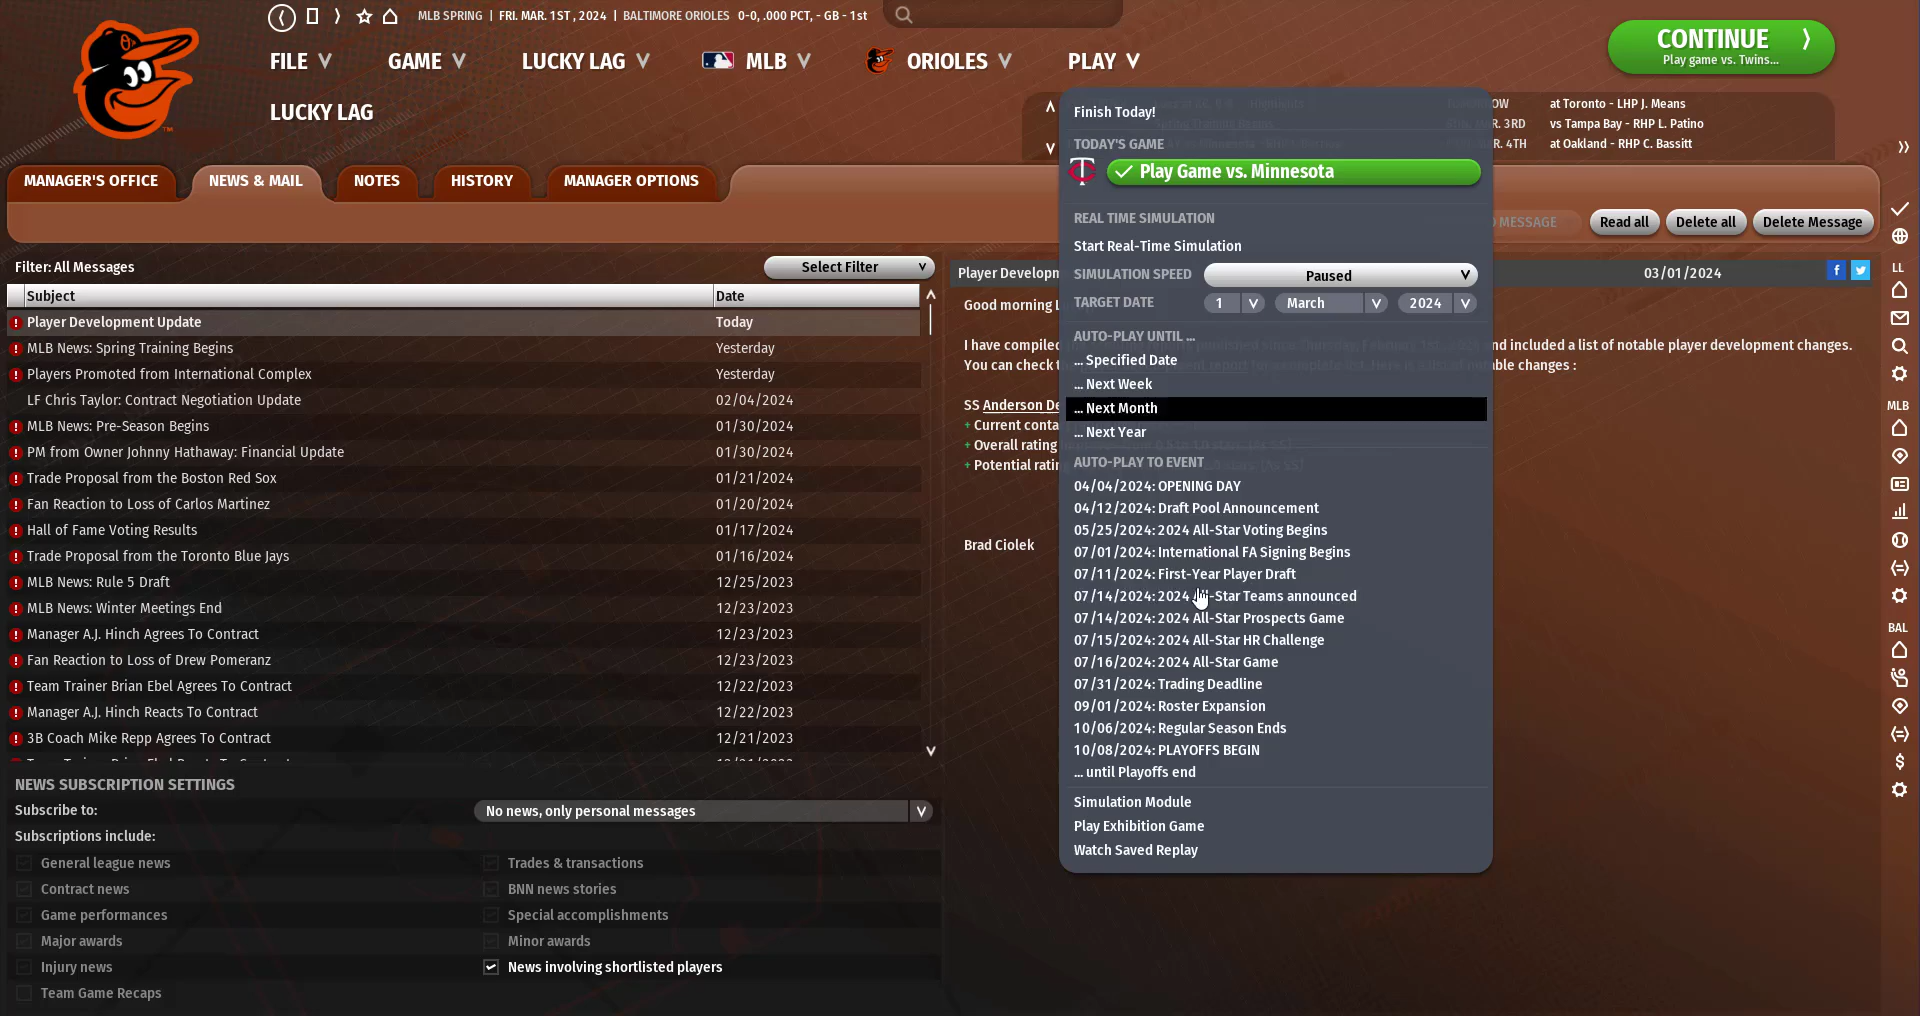 MLB SPRING | FRI. MAR. 1ST , 2024 | BALTIMORE ORIOLES 0-0, .000 PCT, - GB - 1st
FILE
GAME
LUCKY LAG
MLB
ORIOLES
PLAY
CONTINUE
Play game vs. Twins...
LUCKY LAG
at Toronto - LHP J. Means
R. 3RD vs Tampa Bay - RHP L. Patino
R. 4TH at Oakland - RHP C. Bassitt
MANAGER'S OFFICE
NEWS & MAIL
NOTES
HISTORY
MANAGER OPTIONS
MESSAGE
Read all
Delete all
Delete Message
Filter: All Messages
Select Filter
Subject Date
Player Development Update Today
MLB News: Spring Training Begins Yesterday
Players Promoted from International Complex Yesterday
LF Chris Taylor: Contract Negotiation Update 02/04/2024
MLB News: Pre-Season Begins 01/30/2024
PM from Owner Johnny Hathaway: Financial Update 01/30/2024
Trade Proposal from the Boston Red Sox 01/21/2024
Fan Reaction to Loss of Carlos Martinez 01/20/2024
Hall of Fame Voting Results 01/17/2024
Trade Proposal from the Toronto Blue Jays 01/16/2024
MLB News: Rule 5 Draft 12/25/2023
MLB News: Winter Meetings End 12/23/2023
Manager A.J. Hinch Agrees To Contract 12/23/2023
Fan Reaction to Loss of Drew Pomeranz 12/23/2023
Team Trainer Brian Ebel Agrees To Contract 12/22/2023
Manager A.J. Hinch Reacts To Contract 12/22/2023
3B Coach Mike Repp Agrees To Contract 12/21/2023
NEWS SUBSCRIPTION SETTINGS
Subscribe to: No news, only personal messages
Subscriptions include:
General league news Trades & transactions
Contract news BNN news stories
Game performances Special accomplishments
Major awards Minor awards
Injury news News involving shortlisted players
Team Game Recaps
Player Developm 03/01/2024
Good morning L
I have compiled nd included a list of notable player development changes.
You can check t ble changes :
SS Anderson De
+ Current conta
+ Overall rating
+ Potential ratin
Brad Ciolek
Finish Today!
TODAY'S GAME
Play Game vs. Minnesota
REAL TIME SIMULATION
Start Real-Time Simulation
SIMULATION SPEED Paused
TARGET DATE 1 March 2024
AUTO-PLAY UNTIL ...
... Specified Date
... Next Week
... Next Month
... Next Year
AUTO-PLAY TO EVENT
04/04/2024: OPENING DAY
04/12/2024: Draft Pool Announcement
05/25/2024: 2024 All-Star Voting Begins
07/01/2024: International FA Signing Begins
07/11/2024: First-Year Player Draft
07/14/2024: 2024 All-Star Teams announced
07/14/2024: 2024 All-Star Prospects Game
07/15/2024: 2024 All-Star HR Challenge
07/16/2024: 2024 All-Star Game
07/31/2024: Trading Deadline
09/01/2024: Roster Expansion
10/06/2024: Regular Season Ends
10/08/2024: PLAYOFFS BEGIN
... until Playoffs end
Simulation Module
Play Exhibition Game
Watch Saved Replay
LL
MLB
BAL